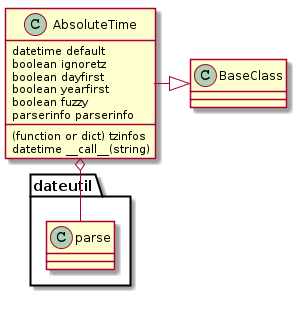 C AbsoluteTime
datetime default
boolean ignoretz
boolean dayfirst
boolean yearfirst
boolean fuzzy
parserinfo parserinfo
(function or dict) tzinfos
datetime __call__(string)
C BaseClass
dateutil
C parse